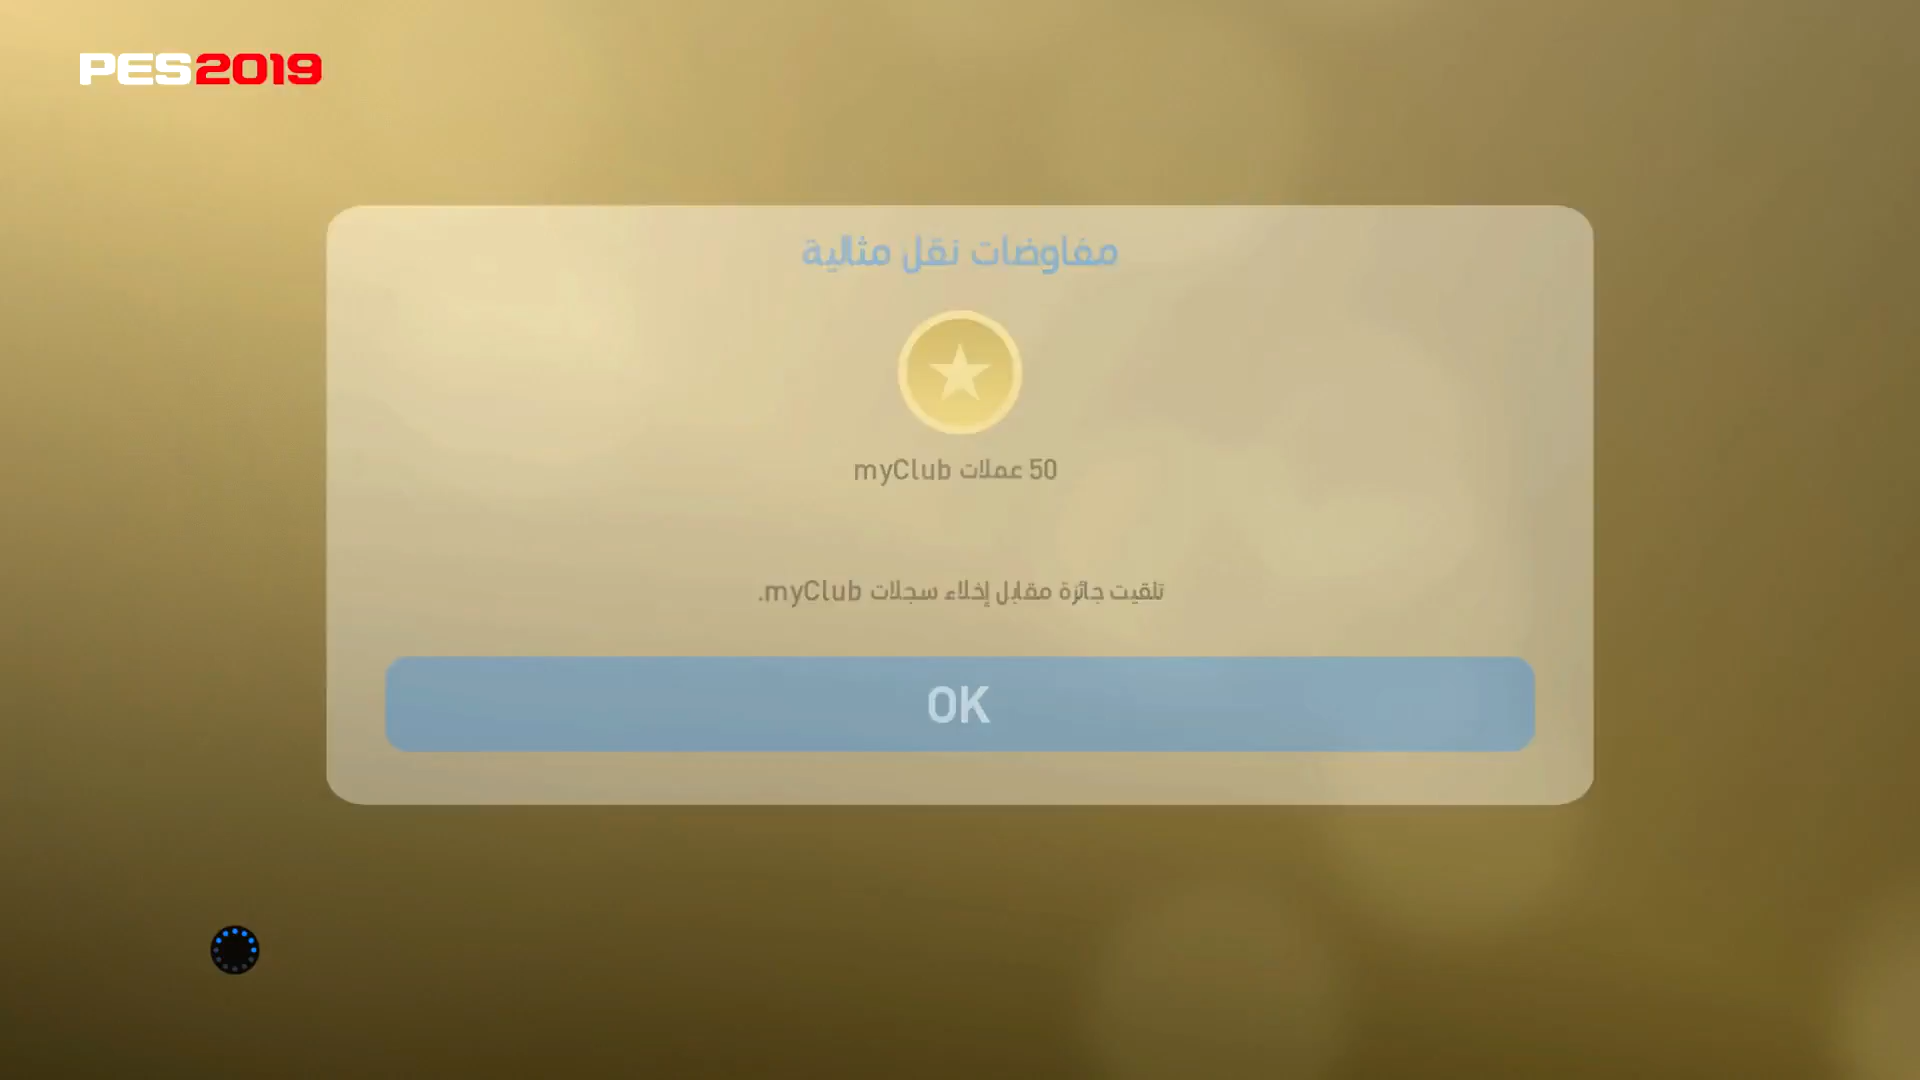 PES2019
مفاوضات نقل مثالية
50 عملات myClub
تلقيت جائزة مقابل إخلاء سجلات myClub.
OK